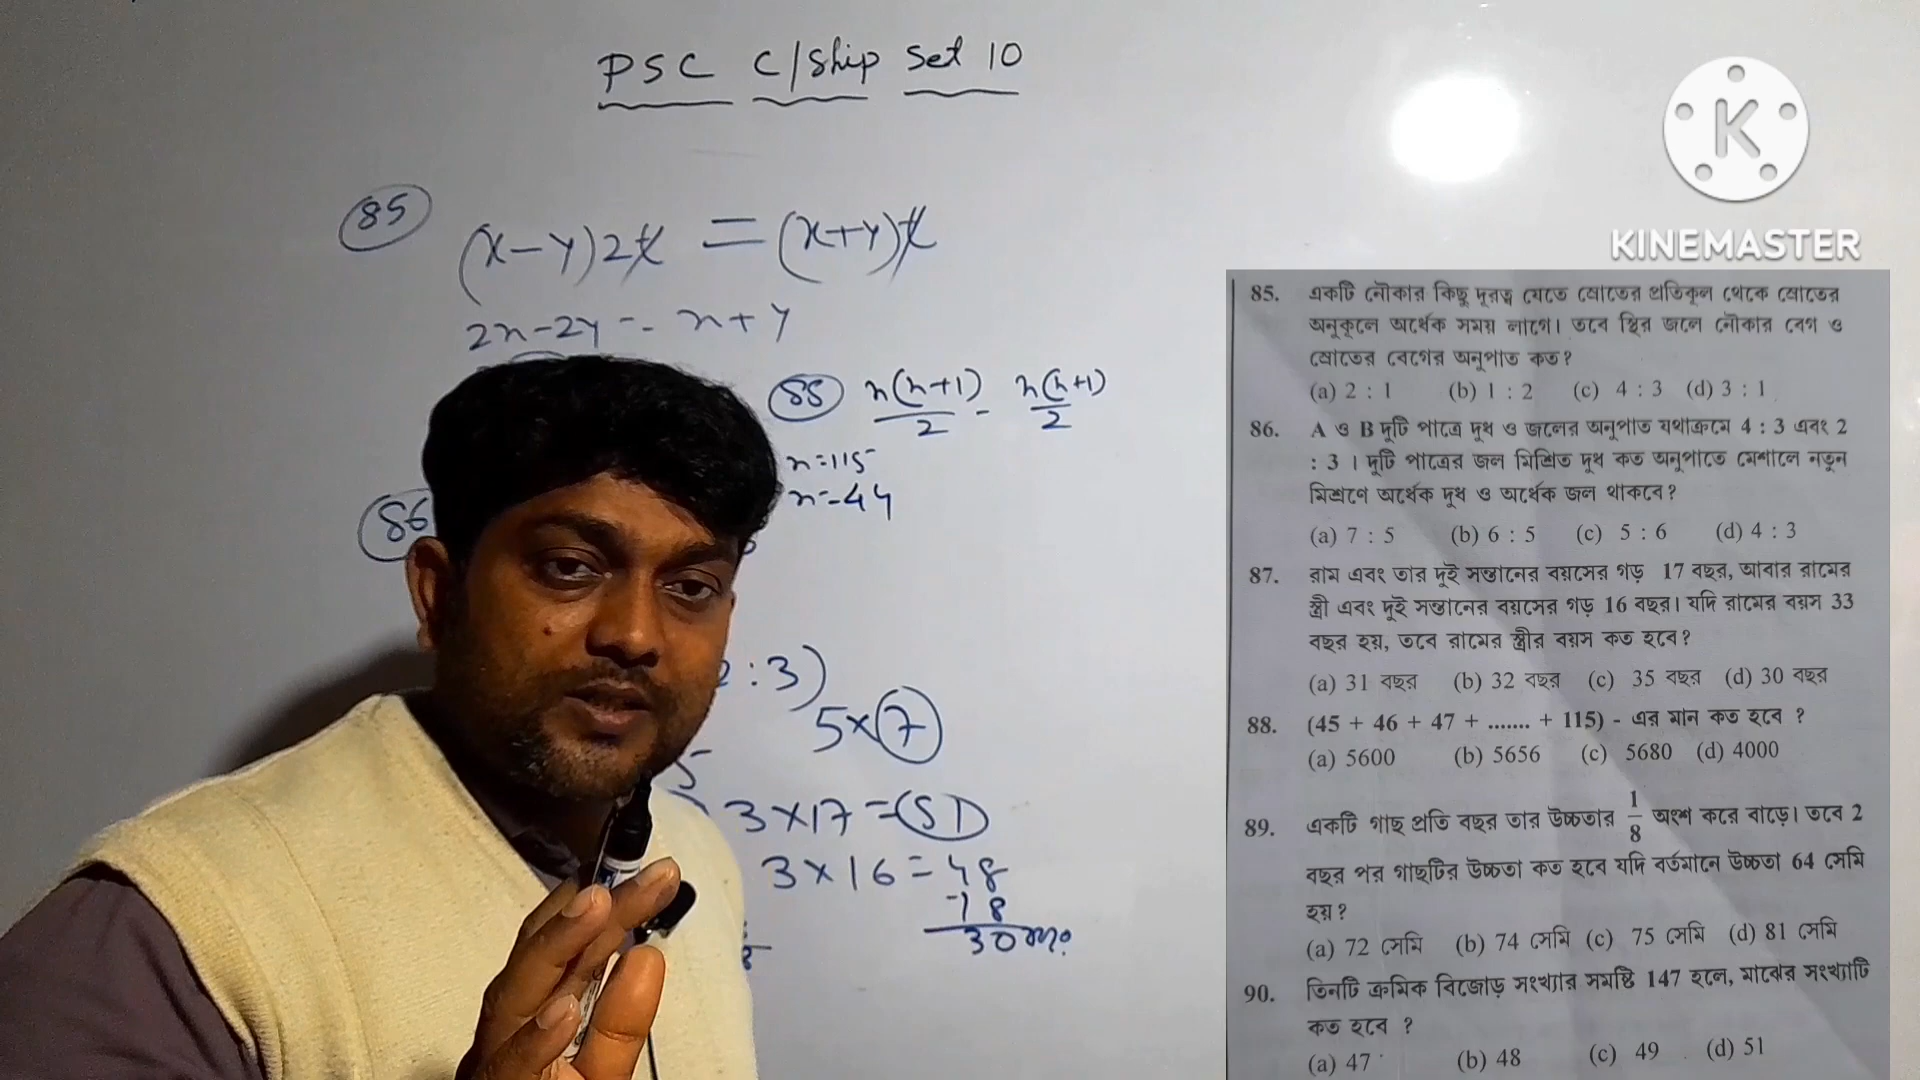 PSC C/Ship Set 10
85
(x-y)2t = (x+y)t
2x-2y = x+y
88 n(n+1)/2 - n(n+1)/2
n=115
n=44
86
: 3)
5×7
3×17=51
3×16=48
-18
30
KINEMASTER
85. একটি নৌকার কিছু দূরত্ব যেতে স্রোতের প্রতিকূল থেকে স্রোতের
অনুকূলে অর্ধেক সময় লাগে। তবে স্থির জলে নৌকার বেগ ও
স্রোতের বেগের অনুপাত কত?
(a) 2 : 1 (b) 1 : 2 (c) 4 : 3 (d) 3 : 1
86. A ও B দুটি পাত্রে দুধ ও জলের অনুপাত যথাক্রমে 4 : 3 এবং 2
: 3 । দুটি পাত্রের জল মিশ্রিত দুধ কত অনুপাতে মেশালে নতুন
মিশ্রণে অর্ধেক দুধ ও অর্ধেক জল থাকবে?
(a) 7 : 5 (b) 6 : 5 (c) 5 : 6 (d) 4 : 3
87. রাম এবং তার দুই সন্তানের বয়সের গড় 17 বছর, আবার রামের
স্ত্রী এবং দুই সন্তানের বয়সের গড় 16 বছর। যদি রামের বয়স 33
বছর হয়, তবে রামের স্ত্রীর বয়স কত হবে?
(a) 31 বছর (b) 32 বছর (c) 35 বছর (d) 30 বছর
88. (45 + 46 + 47 + ....... + 115) - এর মান কত হবে ?
(a) 5600 (b) 5656 (c) 5680 (d) 4000
89. একটি গাছ প্রতি বছর তার উচ্চতার 1/8 অংশ করে বাড়ে। তবে 2
বছর পর গাছটির উচ্চতা কত হবে যদি বর্তমানে উচ্চতা 64 সেমি
হয়?
(a) 72 সেমি (b) 74 সেমি (c) 75 সেমি (d) 81 সেমি
90. তিনটি ক্রমিক বিজোড় সংখ্যার সমষ্টি 147 হলে, মাঝের সংখ্যাটি
কত হবে ?
(a) 47 (b) 48 (c) 49 (d) 51